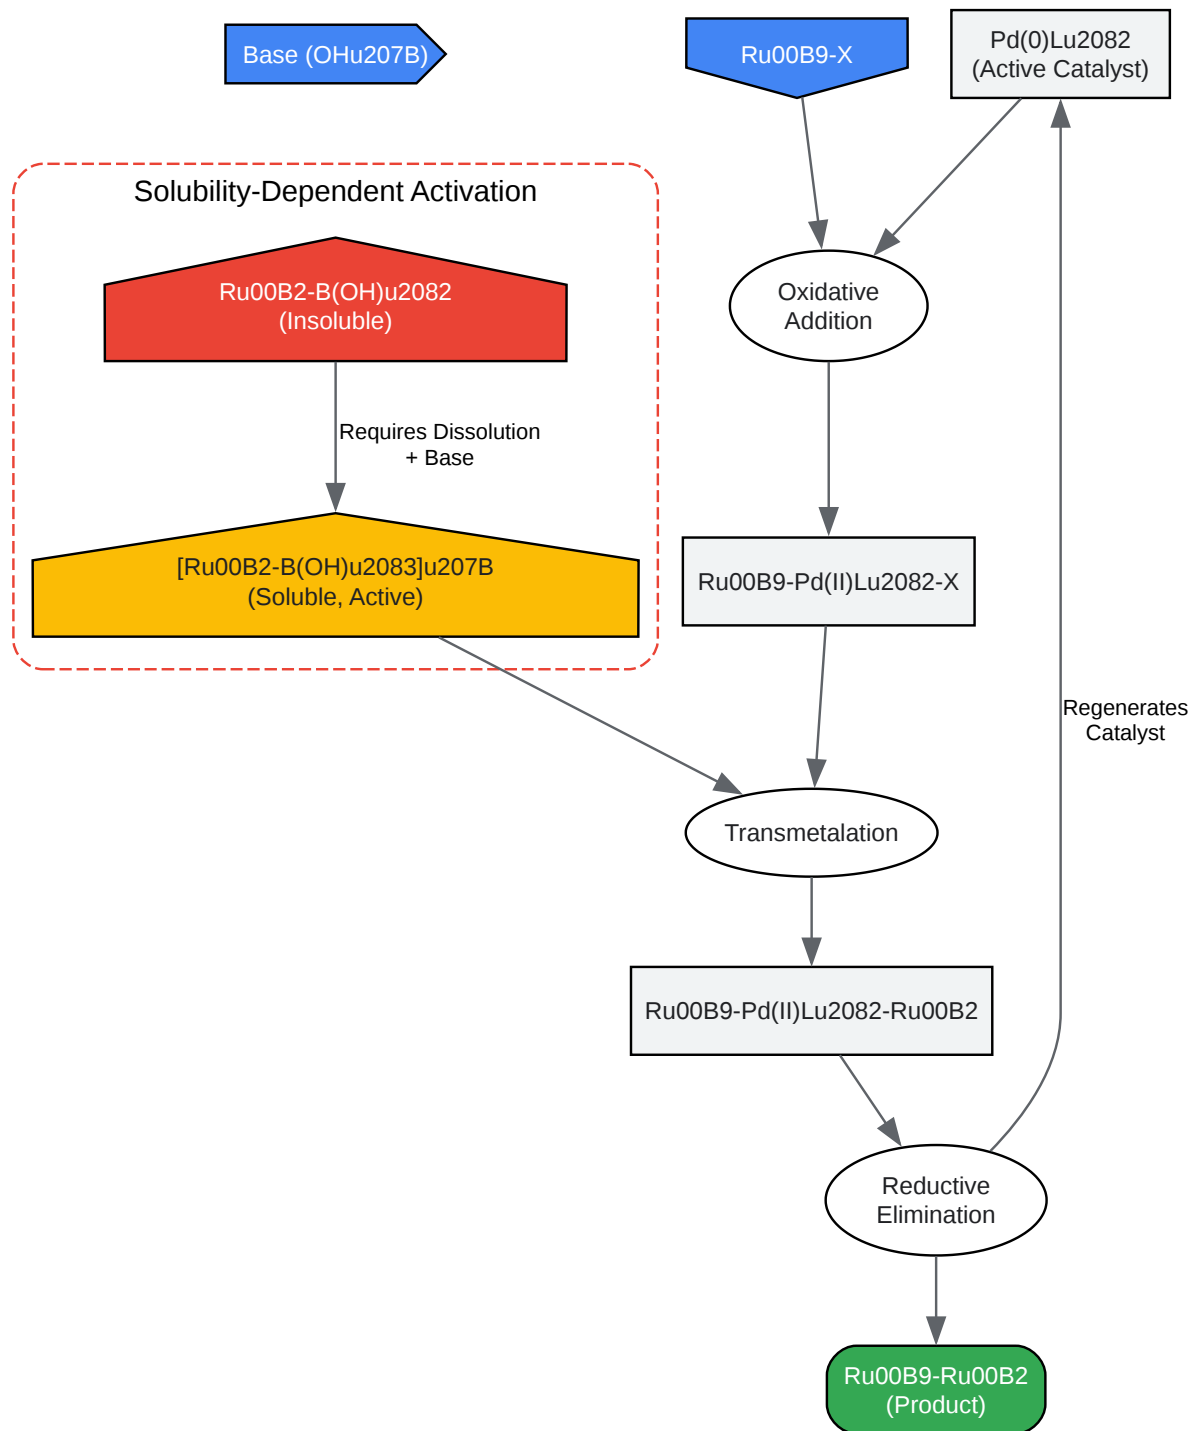 Base (OHu207B)
Ru00B9-X
Pd(0)Lu2082
(Active Catalyst)
Solubility-Dependent Activation
Ru00B2-B(OH)u2082
(Insoluble)
Oxidative
Addition
Requires Dissolution
+ Base
[Ru00B2-B(OH)u2083]u207B
(Soluble, Active)
Ru00B9-Pd(II)Lu2082-X
Regenerates
Catalyst
Transmetalation
Ru00B9-Pd(II)Lu2082-Ru00B2
Reductive
Elimination
Ru00B9-Ru00B2
(Product)